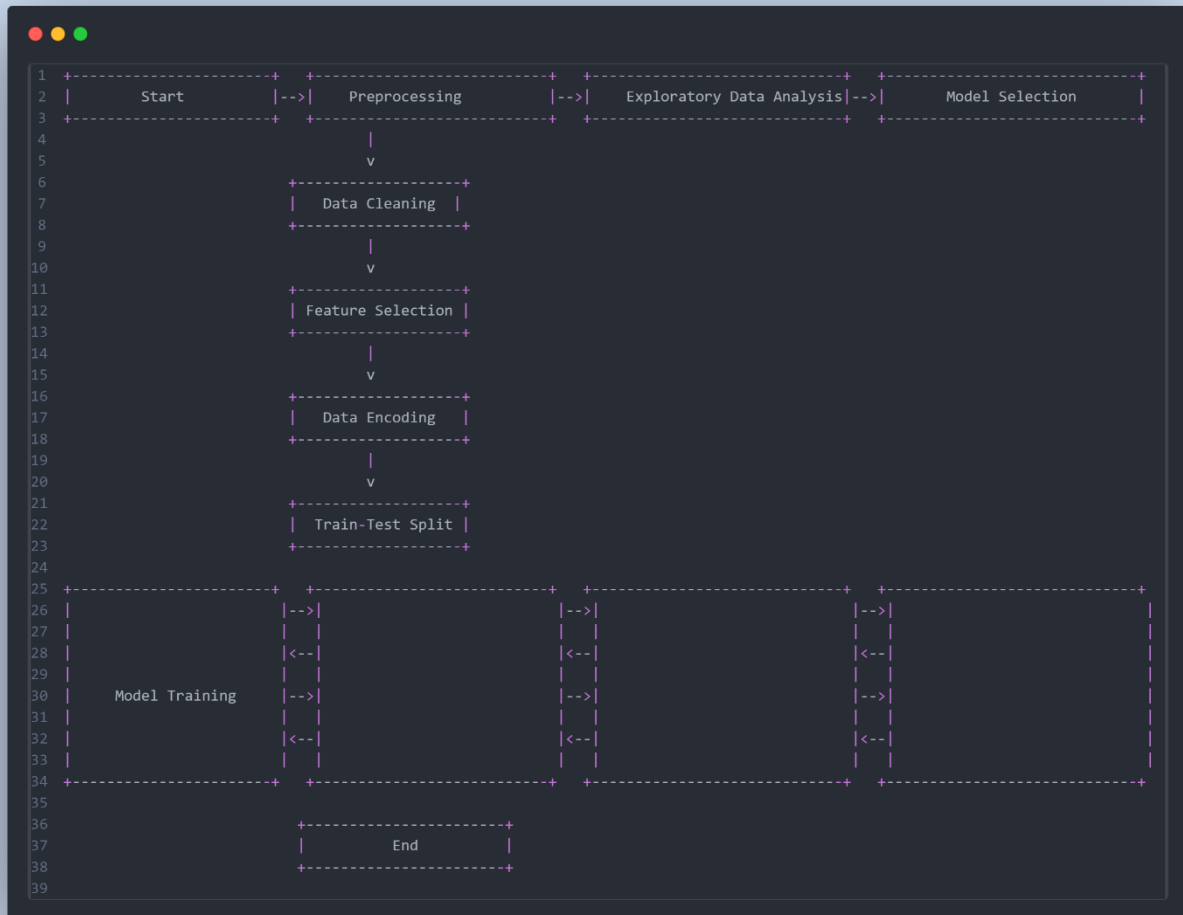 1  +-----------------------+   +---------------------------+   +-----------------------------+   +-----------------------------+
2  |        Start          |-->|    Preprocessing          |-->|    Exploratory Data Analysis|-->|       Model Selection       |
3  +-----------------------+   +---------------------------+   +-----------------------------+   +-----------------------------+
4                                     |
5                                     v
6                            +-------------------+
7                            |   Data Cleaning  |
8                            +-------------------+
9                                     |
10                                    v
11                           +-------------------+
12                           | Feature Selection |
13                           +-------------------+
14                                    |
15                                    v
16                           +-------------------+
17                           |   Data Encoding   |
18                           +-------------------+
19                                    |
20                                    v
21                           +-------------------+
22                           |  Train-Test Split |
23                           +-------------------+
24
25 +-----------------------+   +---------------------------+   +-----------------------------+   +-----------------------------+
26 |                        |-->|                           |-->|                             |-->|                             |
27 |                        |   |                           |   |                             |   |                             |
28 |                        |<--|                           |<--|                             |<--|                             |
29 |                        |   |                           |   |                             |   |                             |
30 |     Model Training     |-->|                           |-->|                             |-->|                             |
31 |                        |   |                           |   |                             |   |                             |
32 |                        |<--|                           |<--|                             |<--|                             |
33 |                        |   |                           |   |                             |   |                             |
34 +-----------------------+   +---------------------------+   +-----------------------------+   +-----------------------------+
35
36                            +-----------------------+
37                            |          End          |
38                            +-----------------------+
39